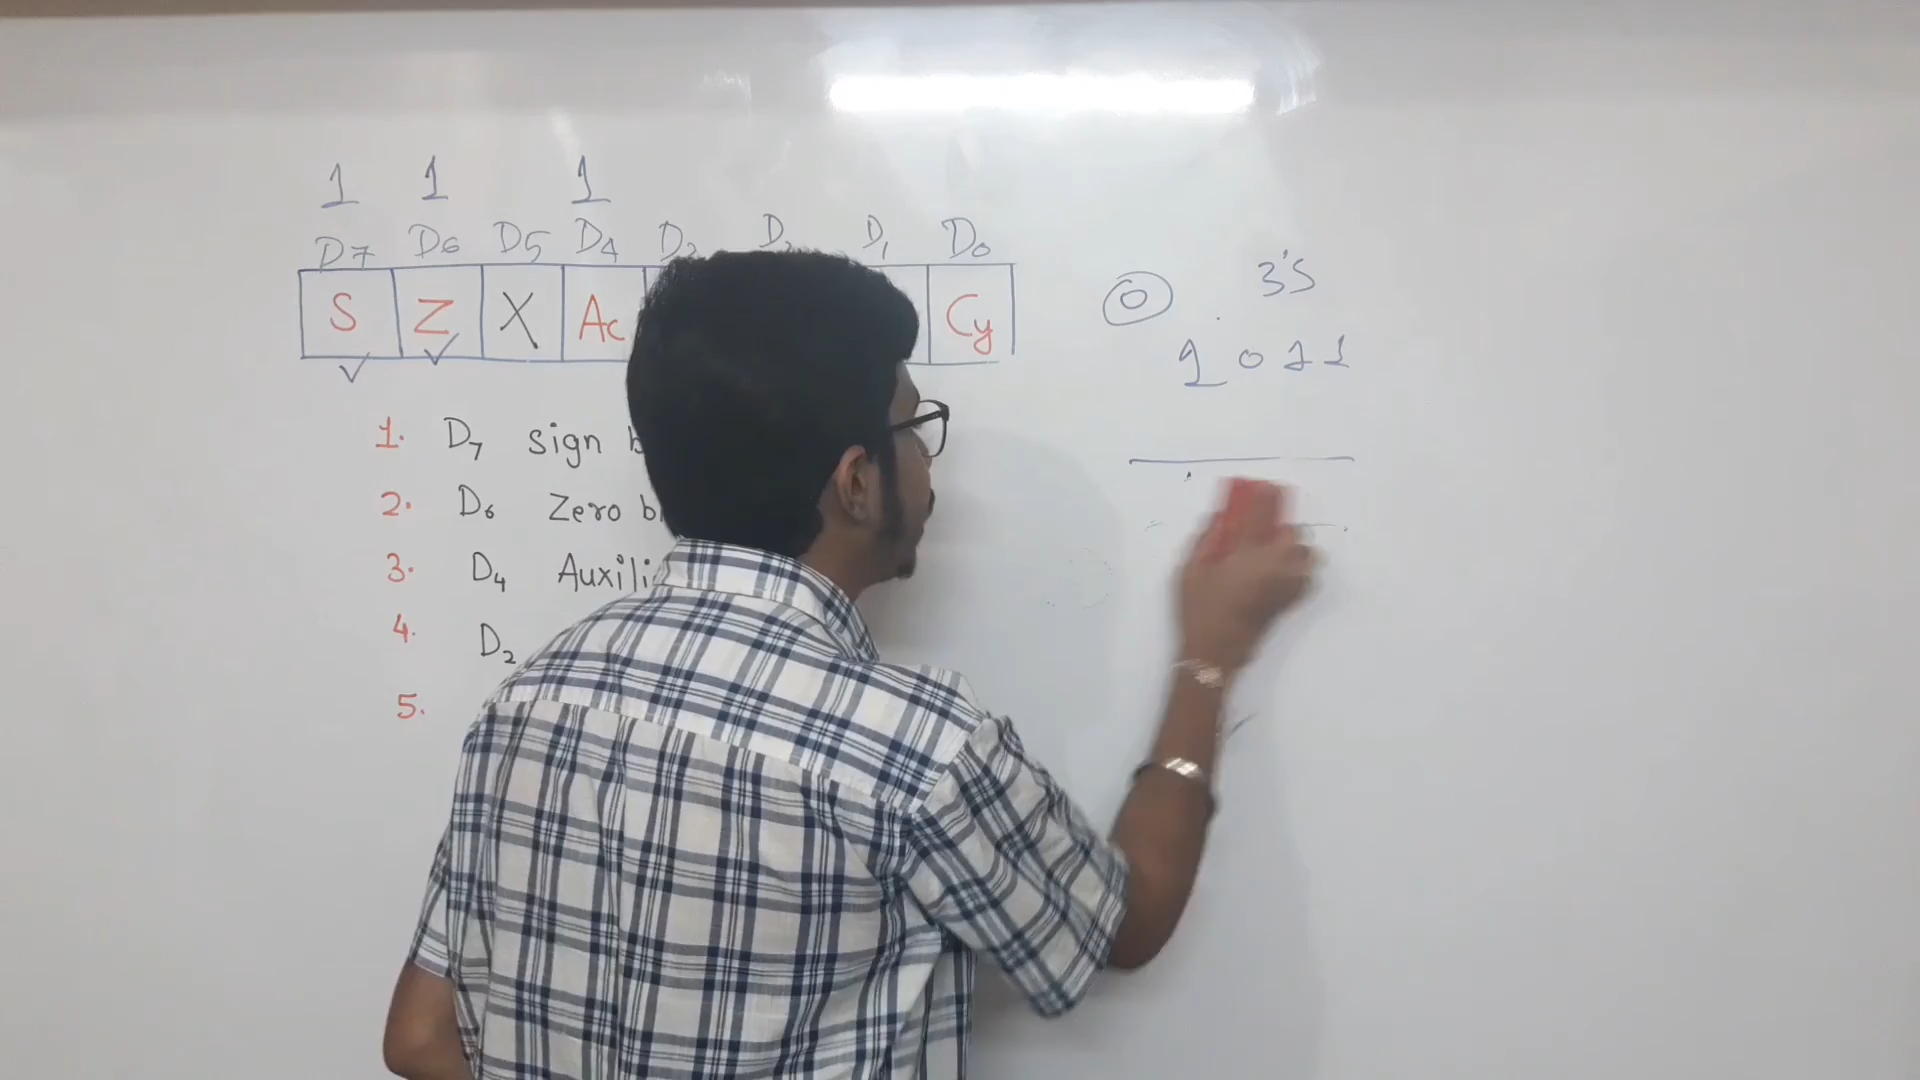 1 1 1
D7 D6 D5 D4 D1 D0
S Z X Ac Cy
1. D7 sign
2. D6 Zero
3. D4
4. D2
5.
0 3's
1 0 1 1